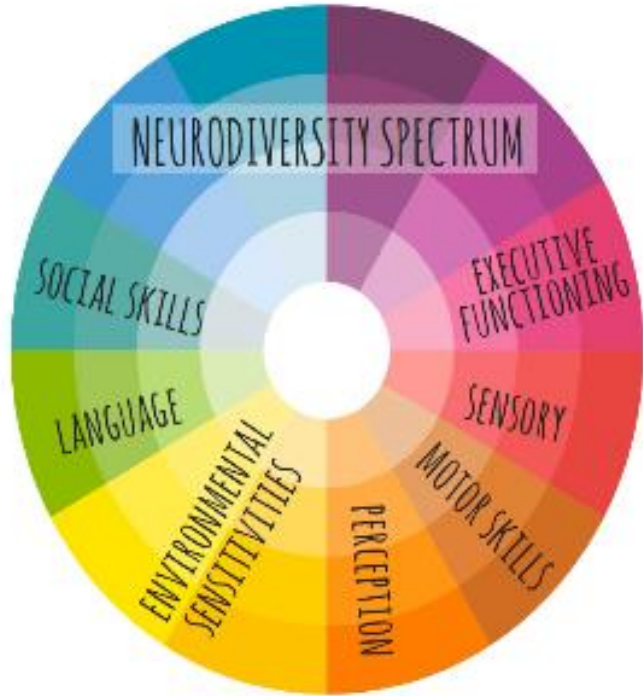 NEURODIVERSITY SPECTRUM
EXECUTIVE
FUNCTIONING
SENSORY
MOTOR SKILLS
PERCEPTION
ENVIRONMENTAL
SENSITIVITIES
LANGUAGE
SOCIAL SKILLS